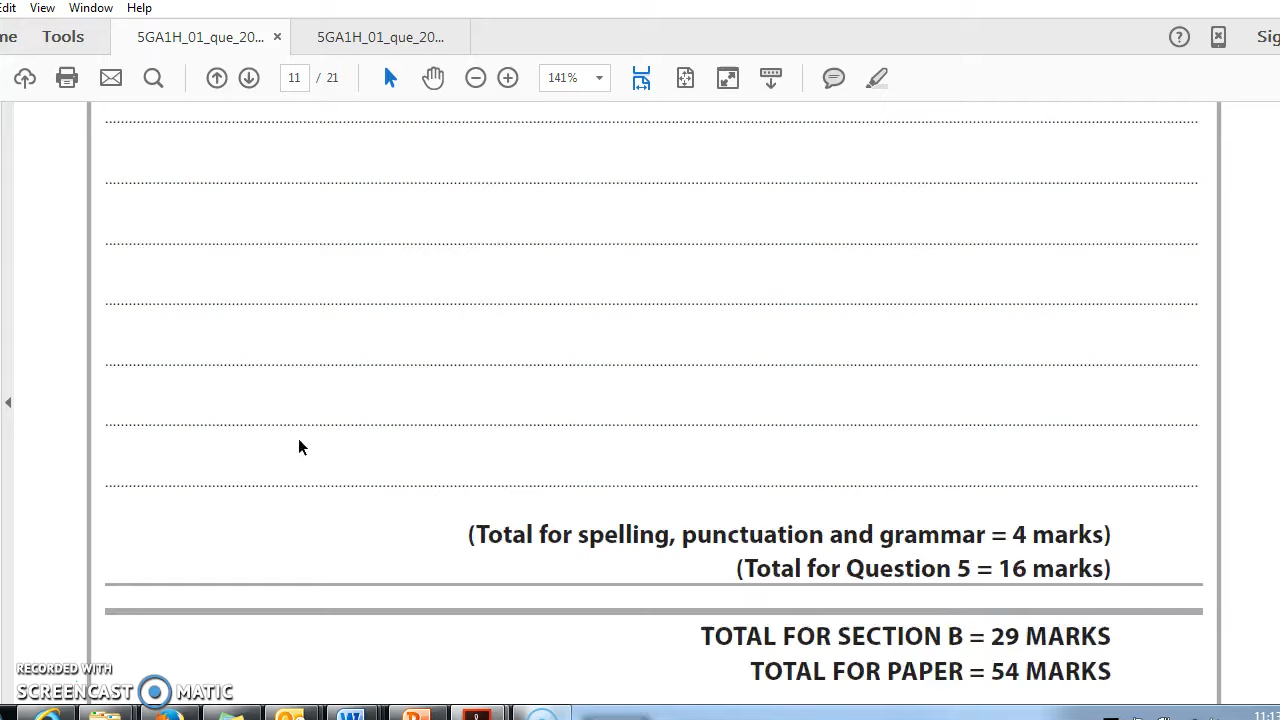 Edit View Window Help
me Tools 5GA1H_01_que_20... × 5GA1H_01_que_20...
11 / 21 141%
(Total for spelling, punctuation and grammar = 4 marks)
(Total for Question 5 = 16 marks)
TOTAL FOR SECTION B = 29 MARKS
TOTAL FOR PAPER = 54 MARKS
RECORDED WITH
SCREENCAST MATIC